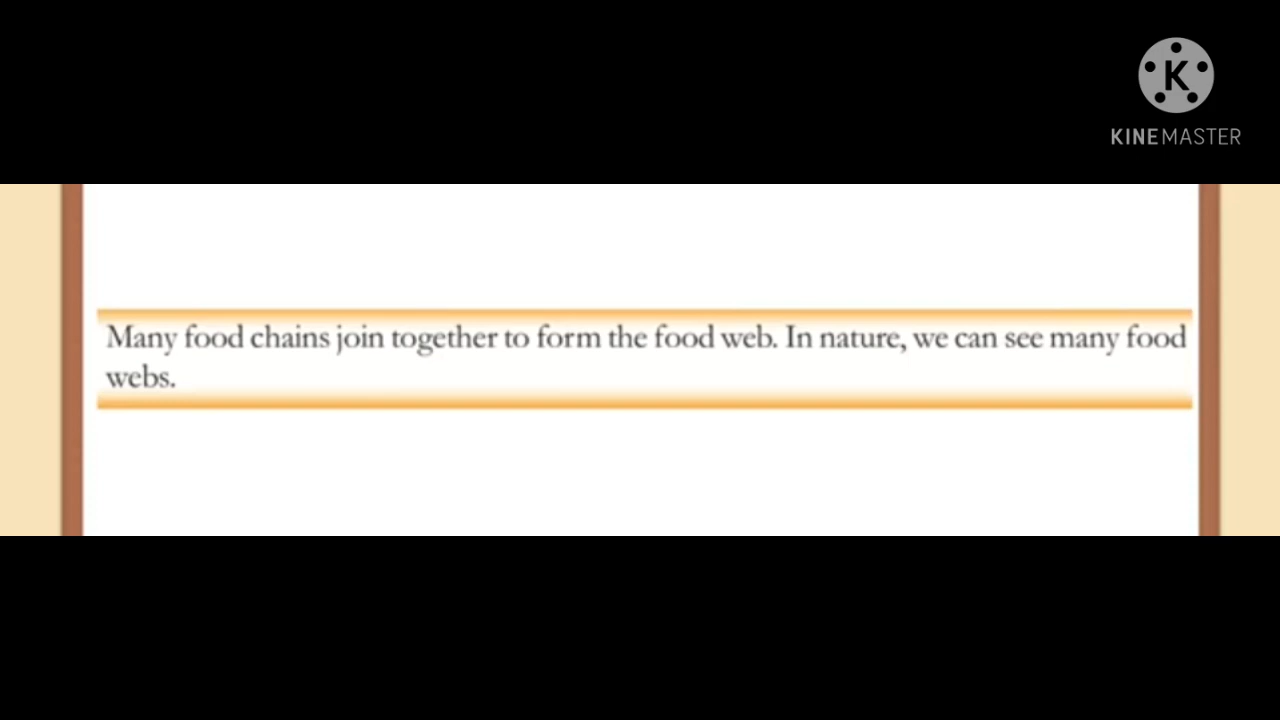 K
KINEMASTER
Many food chains join together to form the food web. In nature, we can see many food
webs.